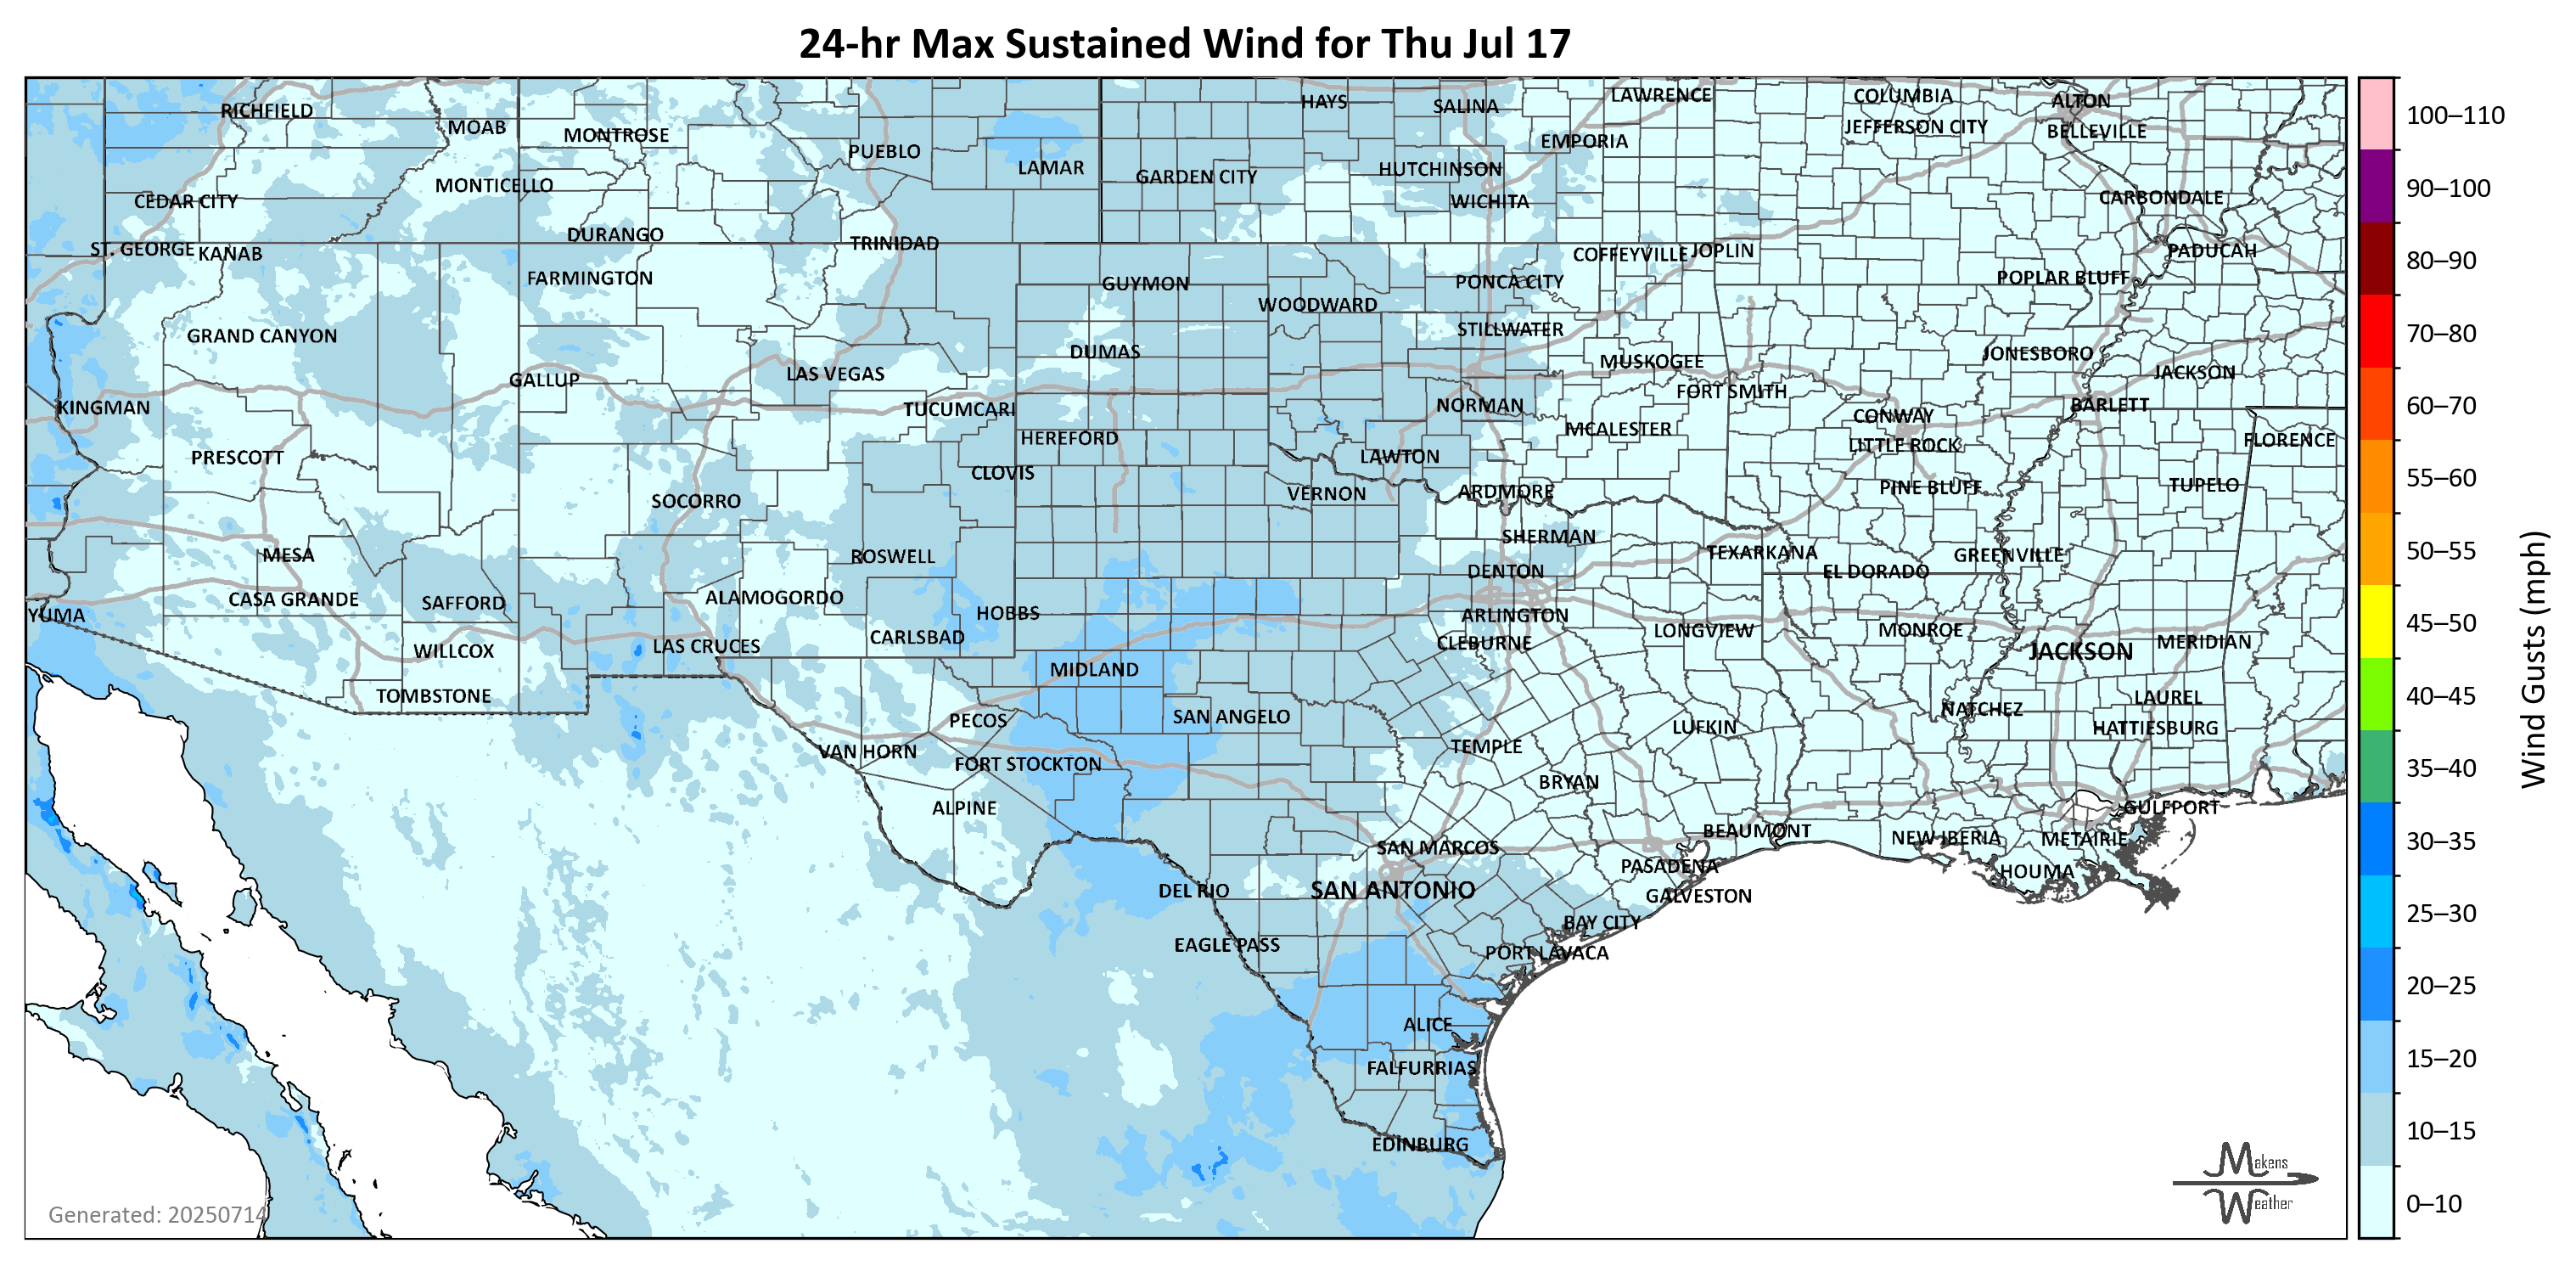 24-hr Max Sustained Wind for Thu Jul 17
RICHFIELD
MOAB
MONTROSE
PUEBLO
LAMAR
HAYS
SALINA
LAWRENCE
COLUMBIA
ALTON
JEFFERSON CITY
BELLEVILLE
EMPORIA
GARDEN CITY
HUTCHINSON
WICHITA
MONTICELLO
CEDAR CITY
CARBONDALE
DURANGO
TRINIDAD
ST. GEORGE
KANAB
COFFEYVILLE
JOPLIN
PADUCAH
FARMINGTON
GUYMON
PONCA CITY
POPLAR BLUFF
WOODWARD
STILLWATER
GRAND CANYON
DUMAS
MUSKOGEE
JONESBORO
JACKSON
GALLUP
LAS VEGAS
FORT SMITH
KINGMAN
TUCUMCARI
NORMAN
BARLETT
CONWAY
MCALESTER
HEREFORD
LITTLE ROCK
FLORENCE
PRESCOTT
LAWTON
CLOVIS
TUPELO
PINE BLUFF
VERNON
ARDMORE
SOCORRO
SHERMAN
MESA
ROSWELL
TEXARKANA
GREENVILLE
DENTON
EL DORADO
CASA GRANDE
SAFFORD
ALAMOGORDO
HOBBS
YUMA
ARLINGTON
CARLSBAD
CLEBURNE
LONGVIEW
MONROE
MERIDIAN
LAS CRUCES
WILLCOX
JACKSON
MIDLAND
TOMBSTONE
LAUREL
NATCHEZ
PECOS
SAN ANGELO
LUFKIN
HATTIESBURG
VAN HORN
TEMPLE
FORT STOCKTON
BRYAN
ALPINE
GULFPORT
BEAUMONT
NEW IBERIA
METAIRIE
SAN MARCOS
PASADENA
HOUMA
DEL RIO
SAN ANTONIO
GALVESTON
BAY CITY
EAGLE PASS
PORT LAVACA
ALICE
FALFURRIAS
EDINBURG
Generated: 20250714
Makens
Weather
100–110
90–100
80–90
70–80
60–70
55–60
50–55
45–50
40–45
35–40
30–35
25–30
20–25
15–20
10–15
0–10
Wind Gusts (mph)